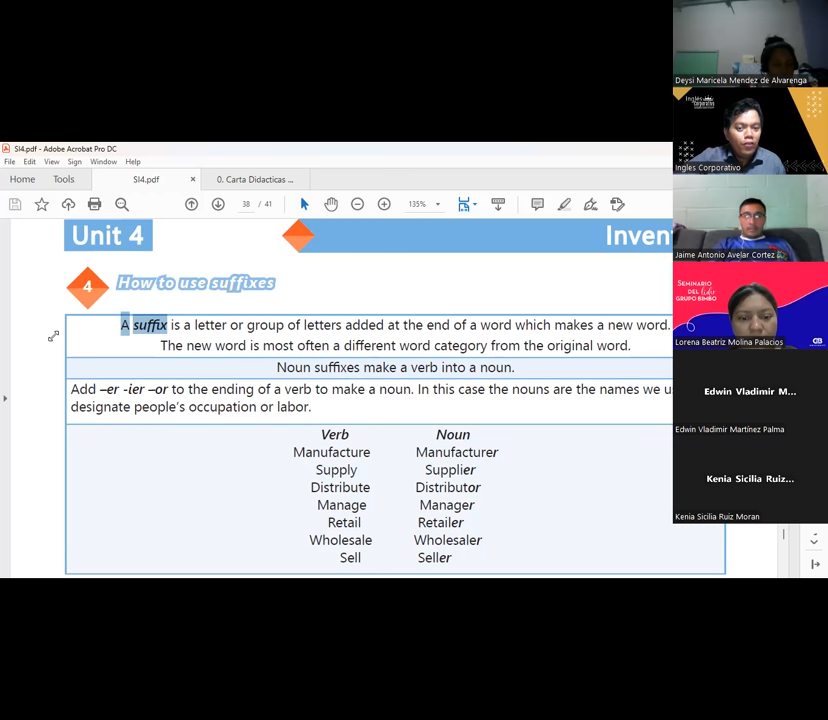 SI4.pdf - Adobe Acrobat Pro DC
File Edit View Sign Window Help
Home Tools SI4.pdf × 0. Carta Didacticas ...
38 / 41 135%
Unit 4 Inven
4 How to use suffixes
A suffix is a letter or group of letters added at the end of a word which makes a new word.
The new word is most often a different word category from the original word.
Noun suffixes make a verb into a noun.
Add –er -ier –or to the ending of a verb to make a noun. In this case the nouns are the names we u
designate people's occupation or labor.
Verb Noun
Manufacture Manufacturer
Supply Supplier
Distribute Distributor
Manage Manager
Retail Retailer
Wholesale Wholesaler
Sell Seller
Deysi Maricela Mendez de Alvarenga
Inglés
Corporativo
Ingles Corporativo
Jaime Antonio Avelar Cortez
SEMINARIO
DEL líder
GRUPO BIMBO
Lorena Beatriz Molina Palacios
Edwin Vladimir M...
Edwin Vladimir Martínez Palma
Kenia Sicilia Ruiz...
Kenia Sicilia Ruiz Moran